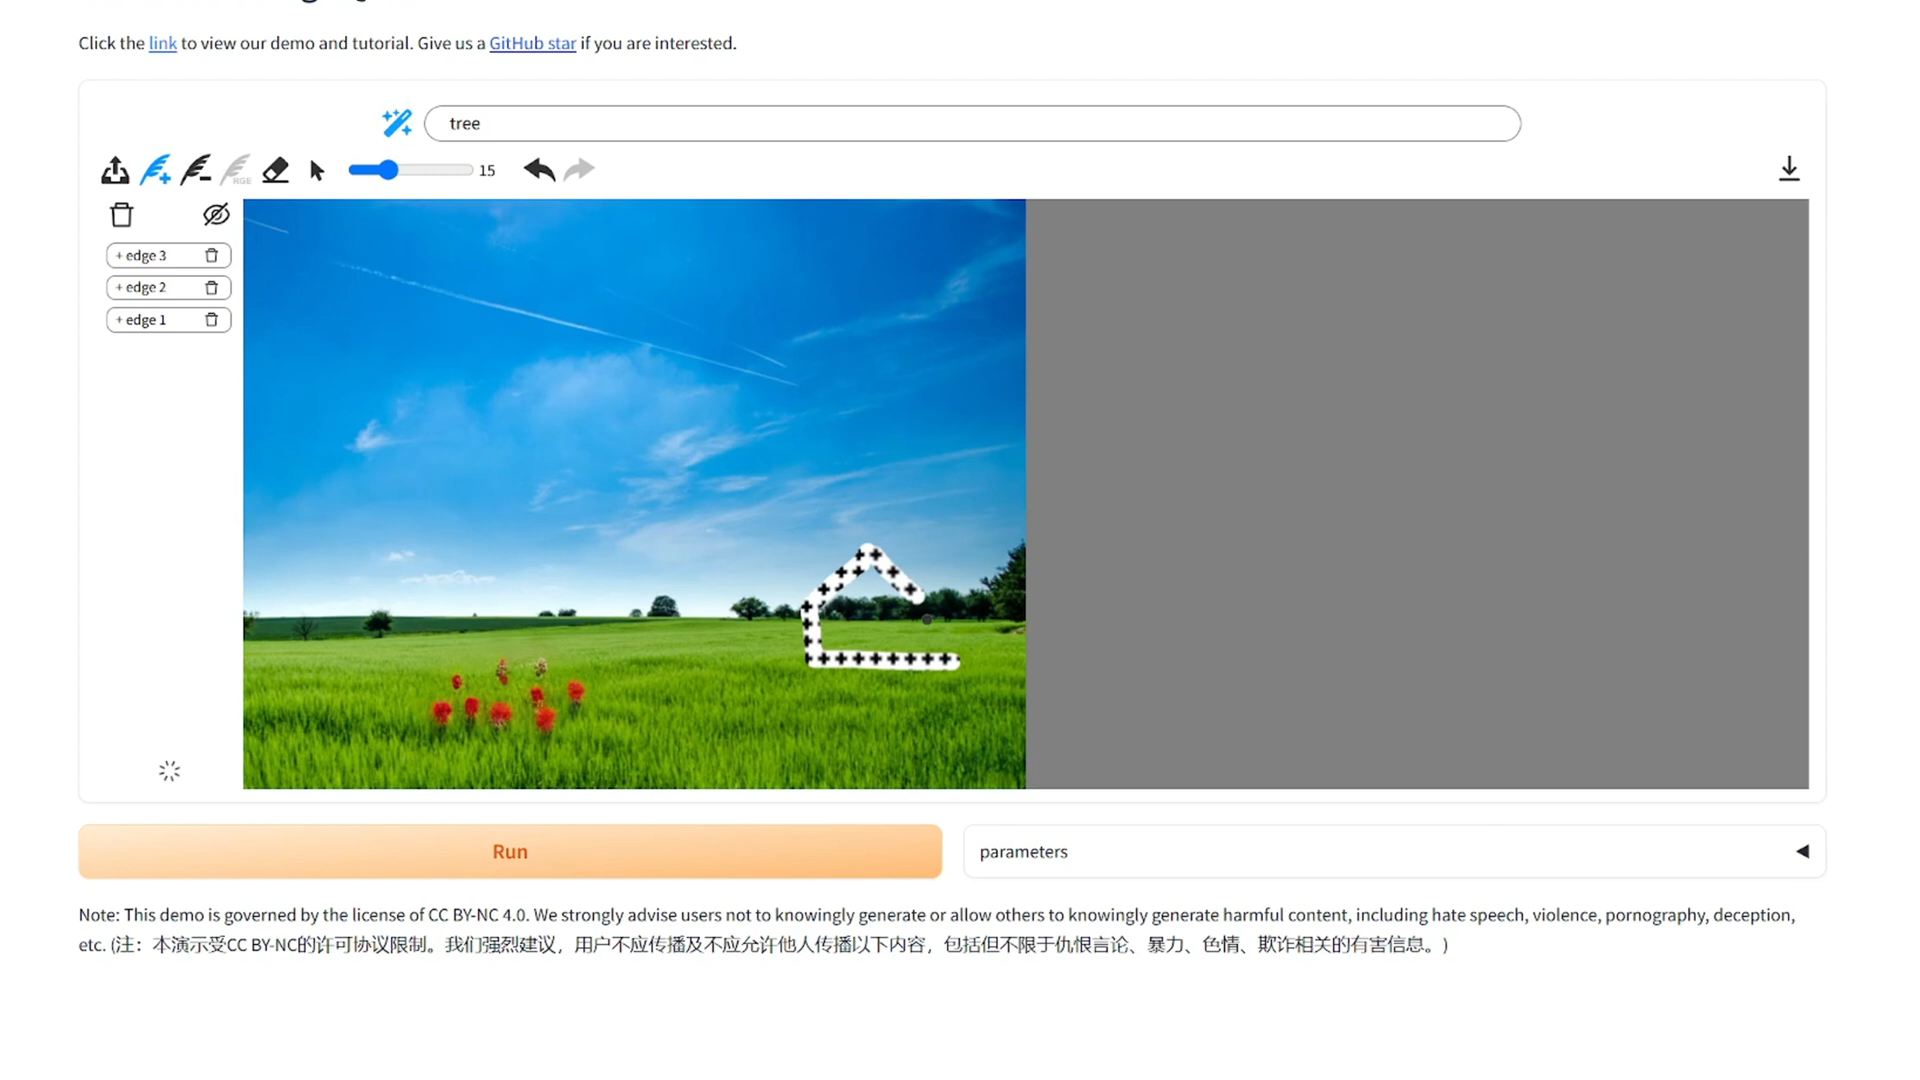 Click the link to view our demo and tutorial. Give us a GitHub star if you are interested.
tree
RGE
15
+ edge 3
+ edge 2
+ edge 1
Run
parameters
Note: This demo is governed by the license of CC BY-NC 4.0. We strongly advise users not to knowingly generate or allow others to knowingly generate harmful content, including hate speech, violence, pornography, deception,
etc. (注：本演示受CC BY-NC的许可协议限制。我们强烈建议，用户不应传播及不应允许他人传播以下内容，包括但不限于仇恨言论、暴力、色情、欺诈相关的有害信息。)